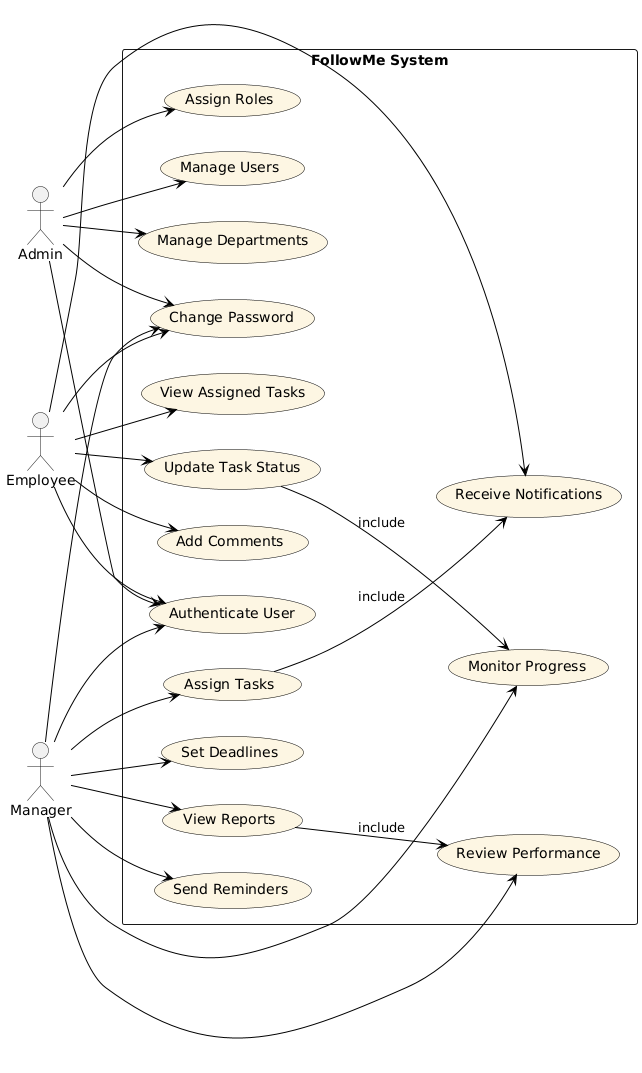 FollowMe System
Assign Roles
Manage Users
Manage Departments
Admin
Change Password
View Assigned Tasks
Update Task Status
Employee
Receive Notifications
include
Add Comments
include
Authenticate User
Monitor Progress
Assign Tasks
Set Deadlines
Manager
View Reports
include
Review Performance
Send Reminders